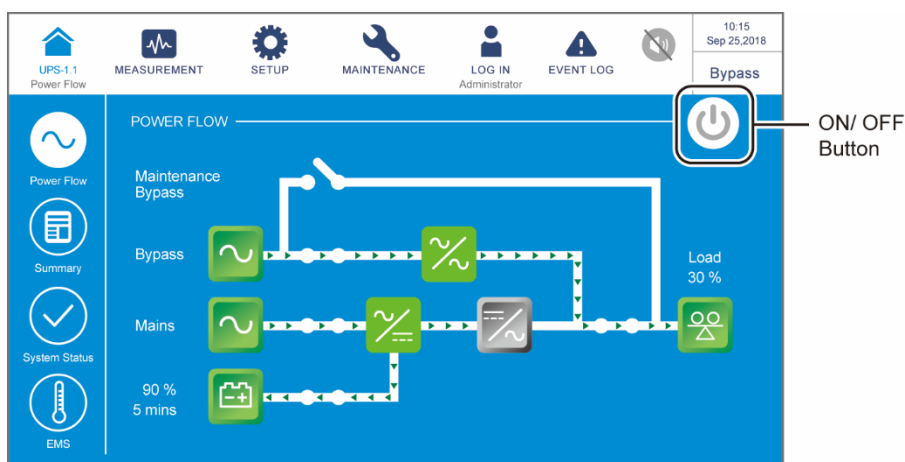 UPS-1.1
Power Flow
MEASUREMENT
SETUP
MAINTENANCE
LOG IN
Administrator
EVENT LOG
10:15
Sep 25,2018
Bypass
POWER FLOW
ON/ OFF
Button
Power Flow
Maintenance
Bypass
Bypass
Load
30 %
Summary
Mains
System Status
90 %
5 mins
EMS